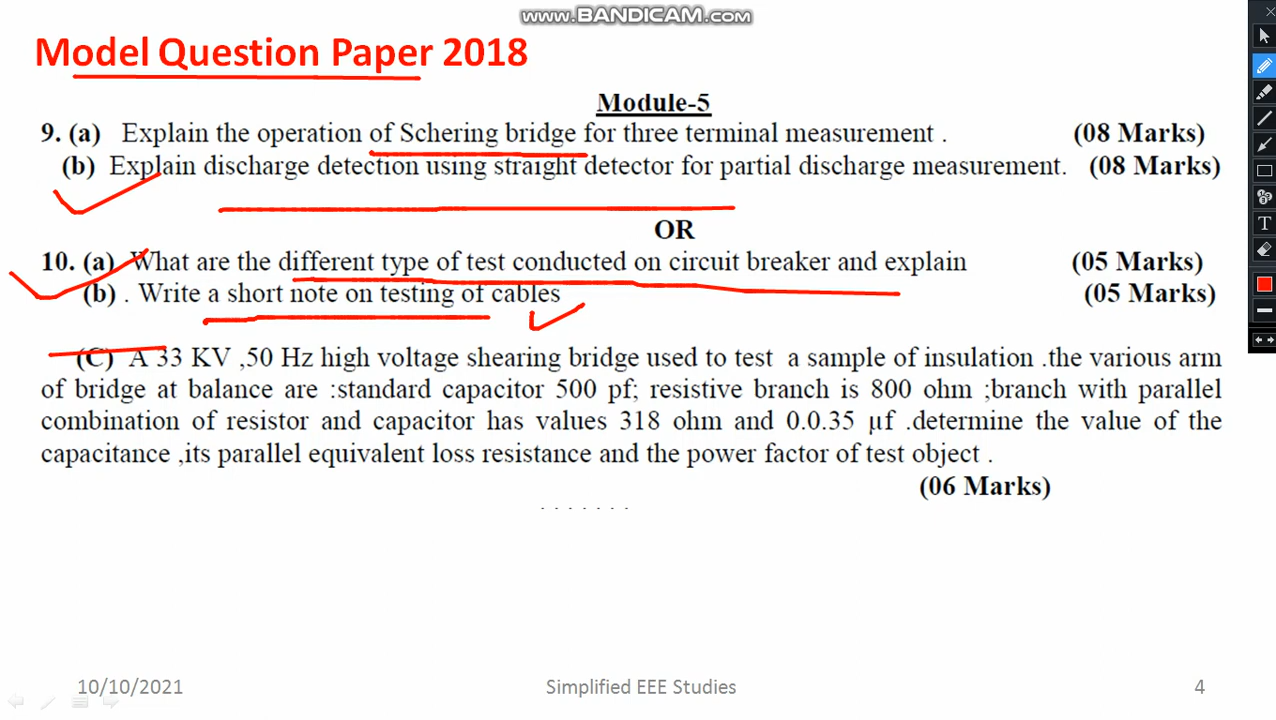 www.BANDICAM.com
Model Question Paper 2018
Module-5
9. (a) Explain the operation of Schering bridge for three terminal measurement . (08 Marks)
(b) Explain discharge detection using straight detector for partial discharge measurement. (08 Marks)
OR
10. (a) What are the different type of test conducted on circuit breaker and explain (05 Marks)
(b) . Write a short note on testing of cables (05 Marks)
(C) A 33 KV ,50 Hz high voltage shearing bridge used to test a sample of insulation .the various arm
of bridge at balance are :standard capacitor 500 pf; resistive branch is 800 ohm ;branch with parallel
combination of resistor and capacitor has values 318 ohm and 0.0.35 µf .determine the value of the
capacitance ,its parallel equivalent loss resistance and the power factor of test object .
(06 Marks)
.......
10/10/2021 Simplified EEE Studies 4